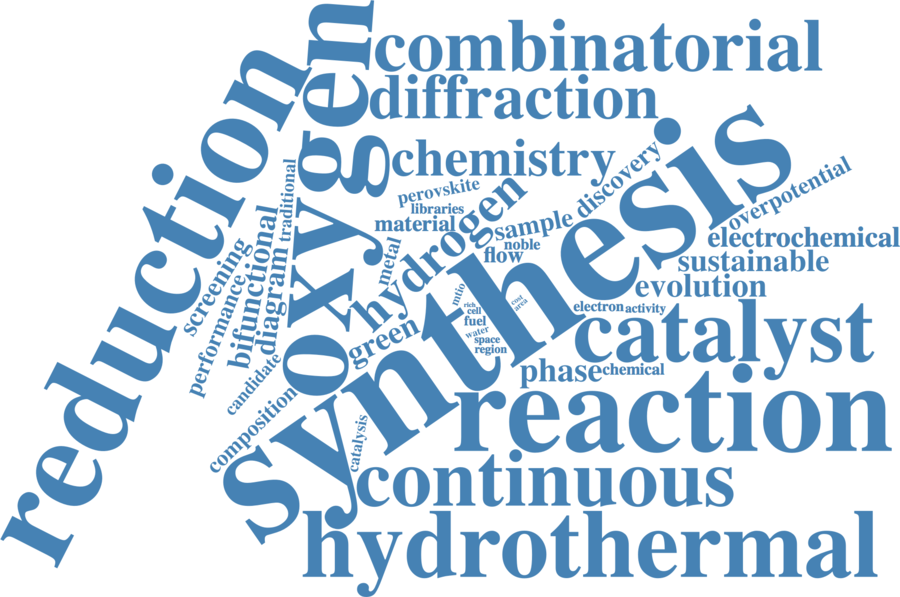 combinatorial
diffraction
oxygen
reduction
chemistry
synthesis
discovery
perovskite
libraries
material
hydrogen
sample
noble
flow
overpotential
electrochemical
sustainable
evolution
traditional
bifunctional
diagram
screening
performance
candidate
composition
metal
green
mtio
rich
cell
fuel
water
space
region
cost
area
electron
activity
catalyst
phase
chemical
reaction
catalysis
continuous
hydrothermal